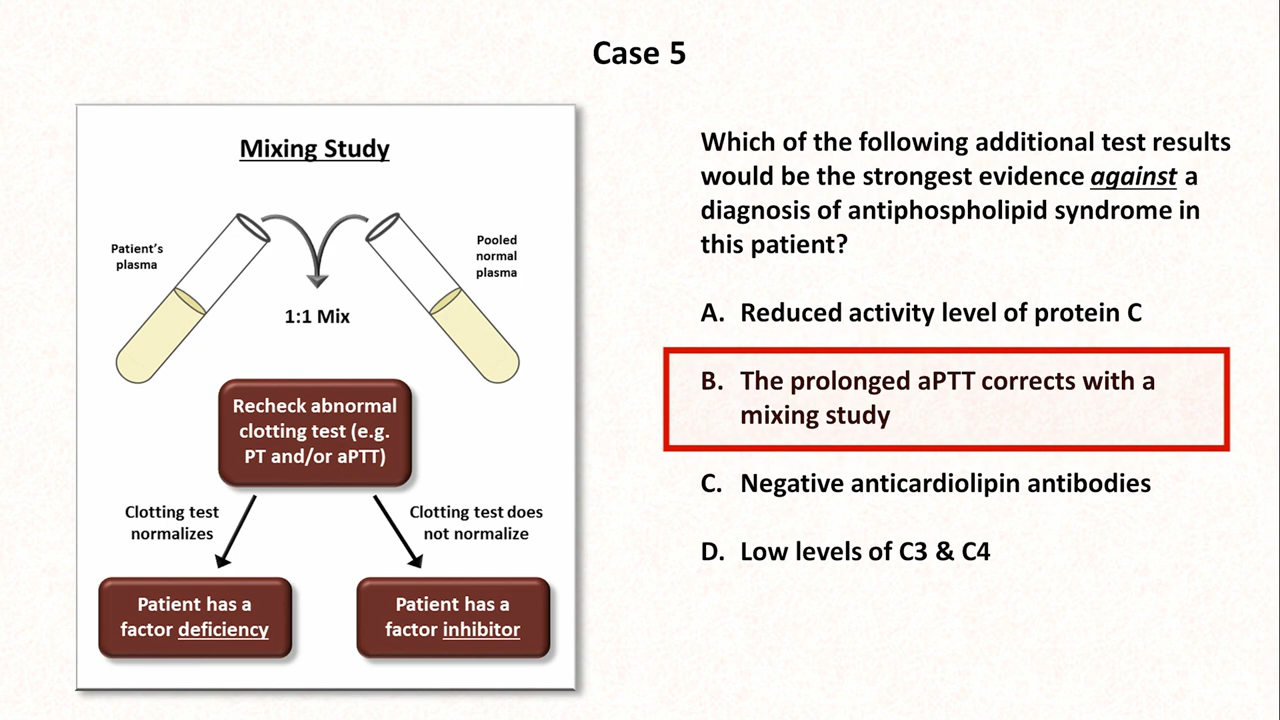 Case 5
Mixing Study
Patient's
plasma
Pooled
normal
plasma
1:1 Mix
Recheck abnormal
clotting test (e.g.
PT and/or aPTT)
Clotting test
normalizes
Clotting test does
not normalize
Patient has a
factor deficiency
Patient has a
factor inhibitor
Which of the following additional test results
would be the strongest evidence against a
diagnosis of antiphospholipid syndrome in
this patient?
A. Reduced activity level of protein C
B. The prolonged aPTT corrects with a
mixing study
C. Negative anticardiolipin antibodies
D. Low levels of C3 & C4